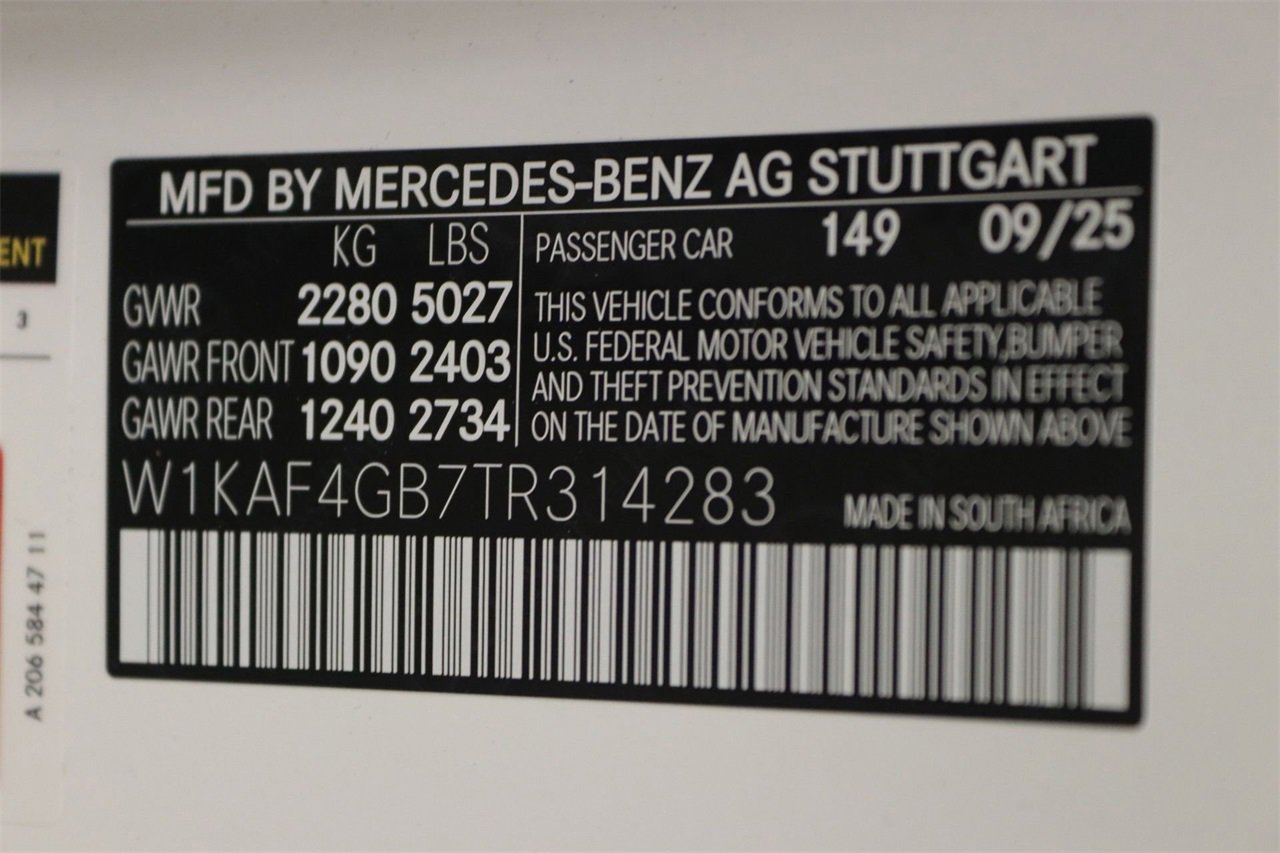 MFD BY MERCEDES-BENZ AG STUTTGART
KG LBS
GVWR 2280 5027
GAWR FRONT 1090 2403
GAWR REAR 1240 2734
PASSENGER CAR 149 09/25
THIS VEHICLE CONFORMS TO ALL APPLICABLE
U.S. FEDERAL MOTOR VEHICLE SAFETY,BUMPER
AND THEFT PREVENTION STANDARDS IN EFFECT
ON THE DATE OF MANUFACTURE SHOWN ABOVE
W1KAF4GB7TR314283
MADE IN SOUTH AFRICA
ENT
3
A 206 584 47 11